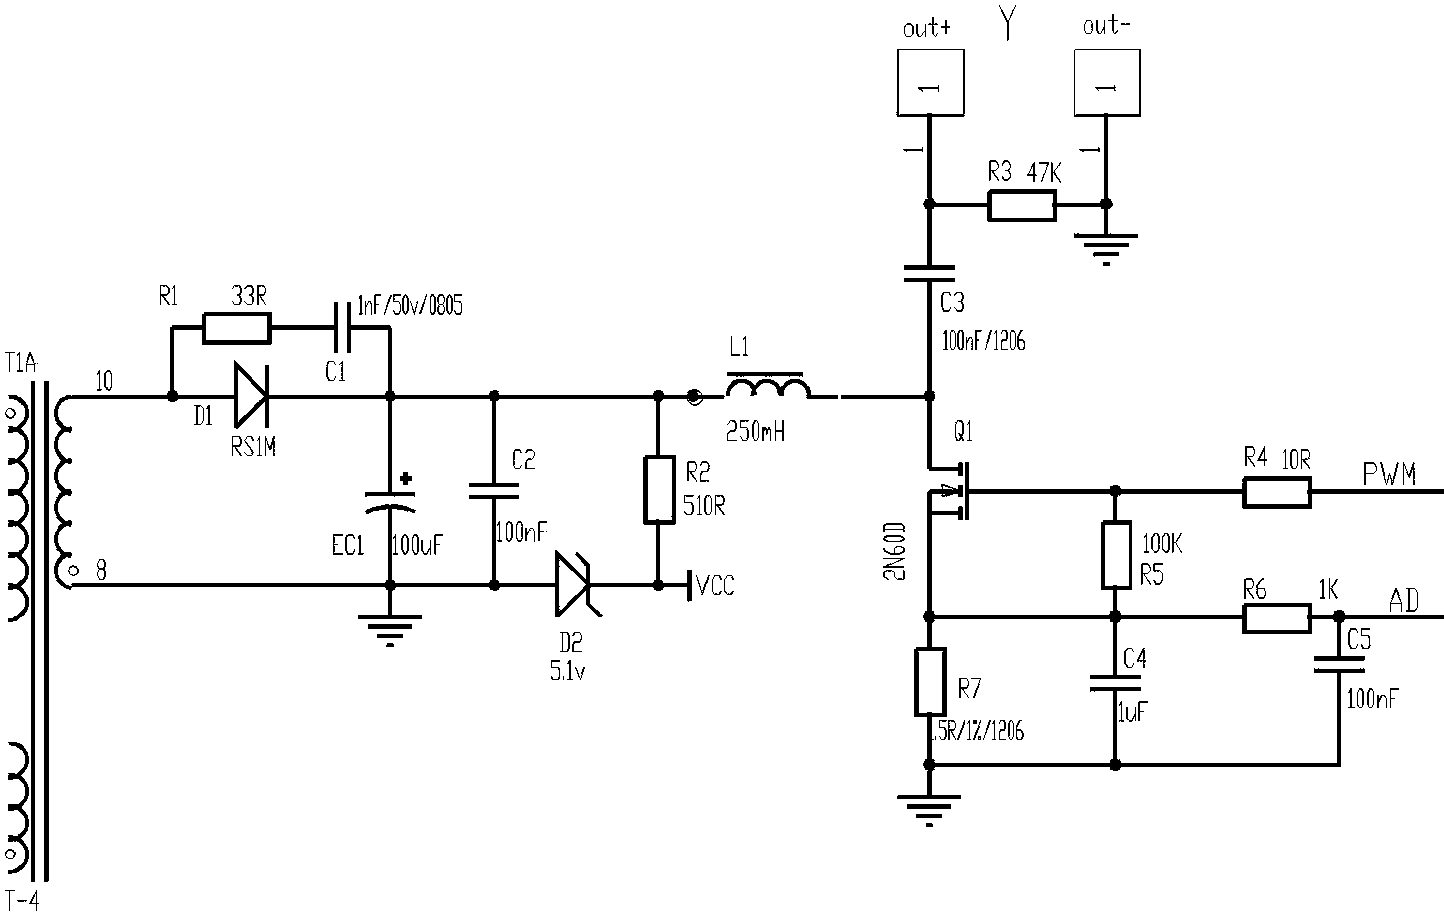 out+
Y
out-
1
1
1
1
R3 47K
R1
33R
1nF/50v/0805
C3
100nF/1206
T1A
10
C1
L1
D1
RS1M
250mH
Q1
C2
R2
510R
R4 10R
PWM
EC1
100uF
100nF
2N60D
100K
R5
8
VCC
R6
1K
AD
D2
5.1v
C4
C5
R7
1uF
100nF
.5R/1%/1206
T-4